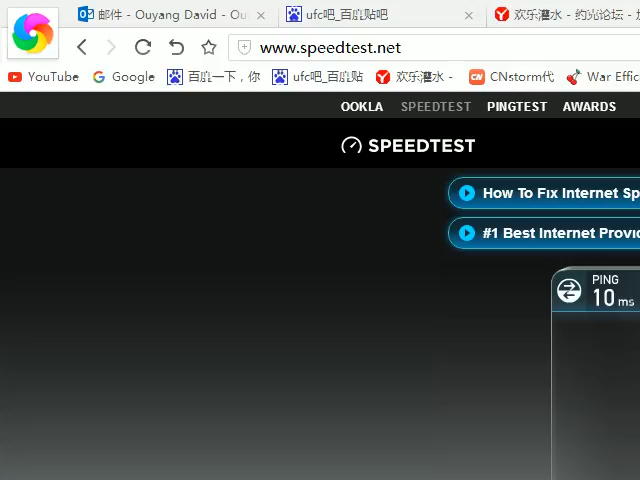 邮件 - Ouyang David - Ou
ufc吧_百度贴吧
欢乐灌水 - 约克论坛 - 加
www.speedtest.net
YouTube
Google
百度一下，你
ufc吧_百度贴
欢乐灌水 -
CNstorm代
War Effic
OOKLA SPEEDTEST PINGTEST AWARDS
SPEEDTEST
How To Fix Internet Sp
#1 Best Internet Provi
PING
10 ms